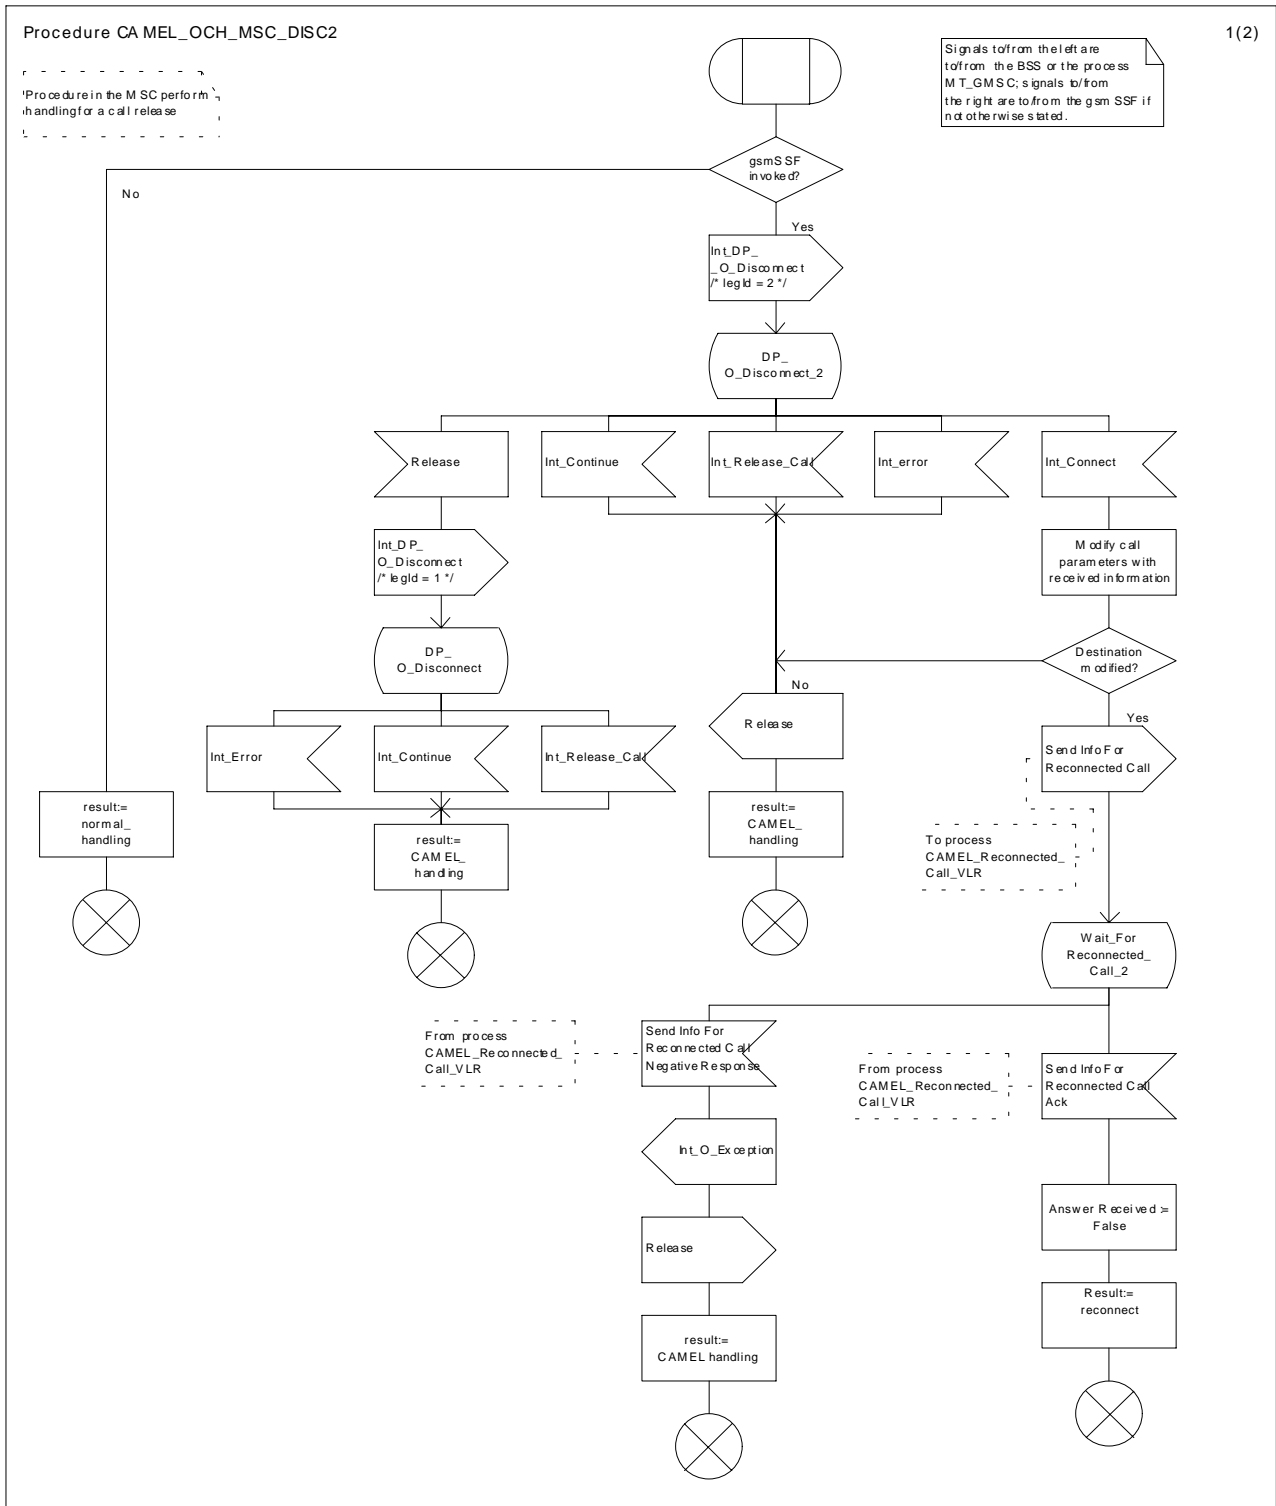 Procedure CAMEL_OCH_MSC_DISC2
1(2)
Procedure in the MSC perform
handling for a call release
Signals to/from the left are
to/from the BSS or the process
MT_GMSC; signals to/from
the right are to/from the gsmSSF if
not otherwise stated.
gsmSSF
invoked?
No
Yes
Int_DP_
_O_Disconnect
/* legId = 2 */
DP_
O_Disconnect_2
Release
Int_Continue
Int_Release_Call
Int_error
Int_Connect
Int_DP_
O_Disconnect
/* legId = 1 */
Modify call
parameters with
received information
DP_
O_Disconnect
Destination
modified?
No
Yes
Int_Error
Int_Continue
Int_Release_Call
Release
Send Info For
Reconnected Call
result:=
normal_
handling
result:=
CAMEL_
handling
result:=
CAMEL_
handling
To process
CAMEL_Reconnected_
Call_VLR
Wait_For
Reconnected_
Call_2
From process
CAMEL_Reconnected_
Call_VLR
Send Info For
Reconnected Call
Negative Response
From process
CAMEL_Reconnected_
Call_VLR
Send Info For
Reconnected Call
Ack
Int_O_Exception
Answer Received :=
False
Release
Result:=
reconnect
result:=
CAMEL handling